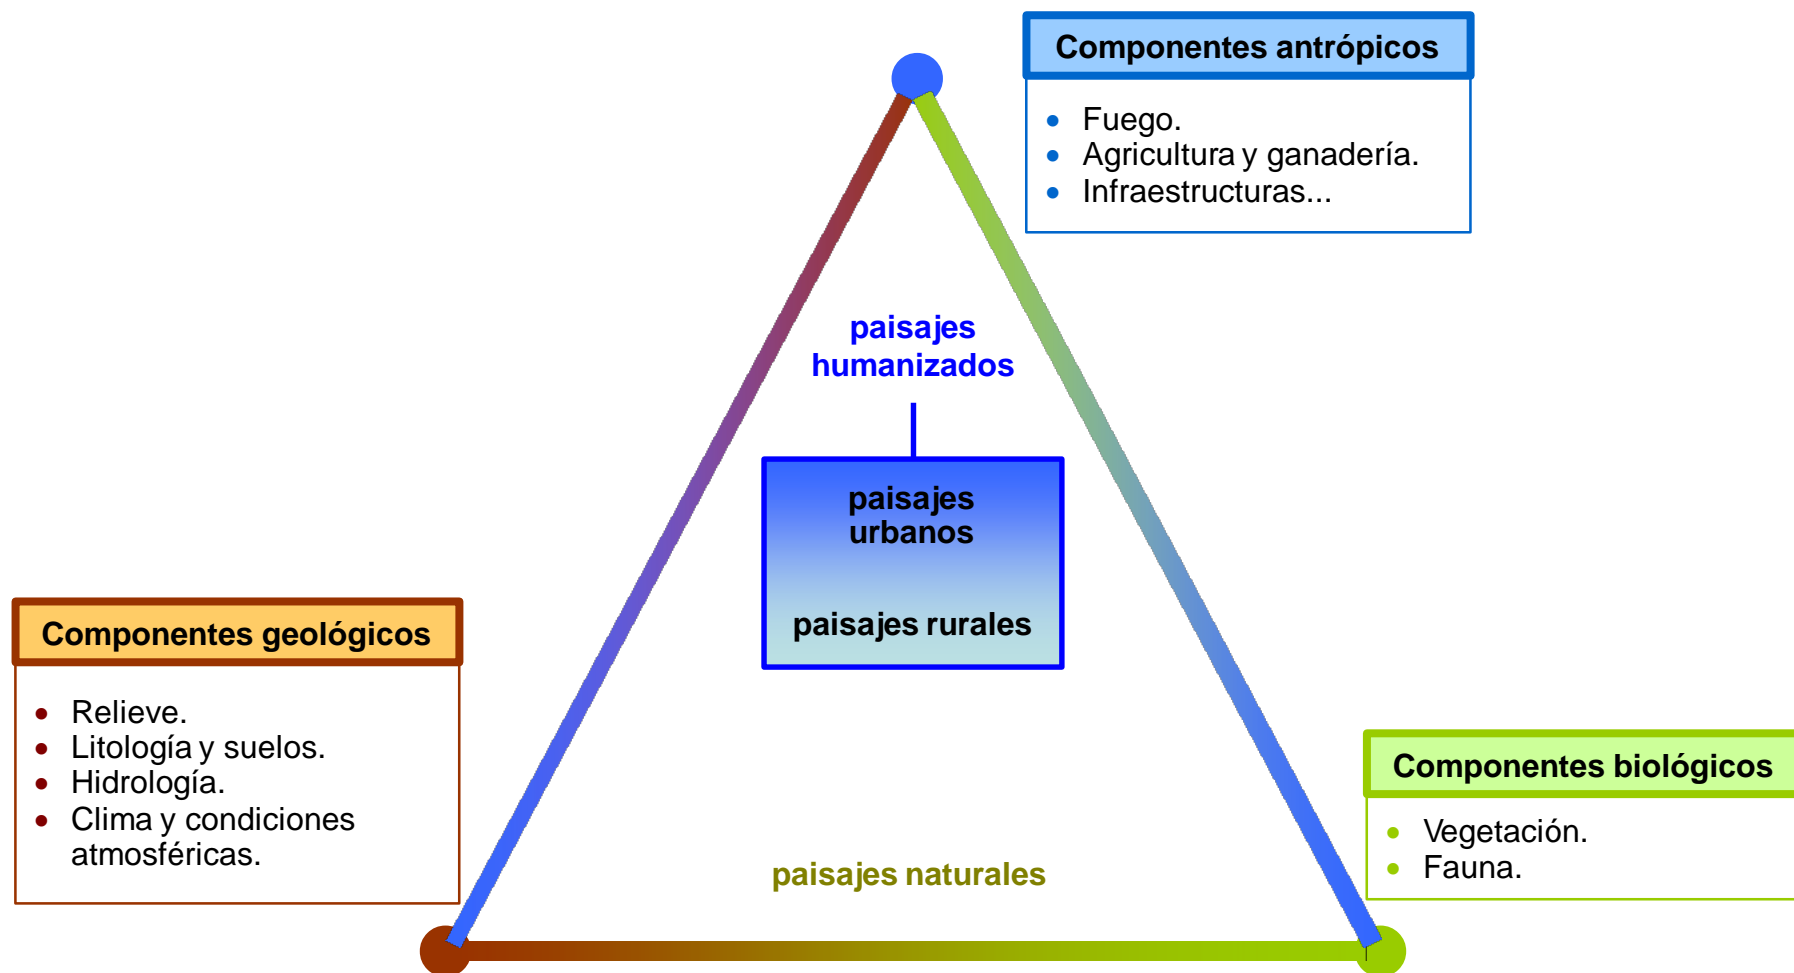 Componentes antrópicos
Fuego.
Agricultura y ganadería.
Infraestructuras...
paisajes
humanizados
paisajes
urbanos
paisajes rurales
Componentes geológicos
Relieve.
Litología y suelos.
Hidrología.
Clima y condiciones
atmosféricas.
Componentes biológicos
Vegetación.
Fauna.
paisajes naturales